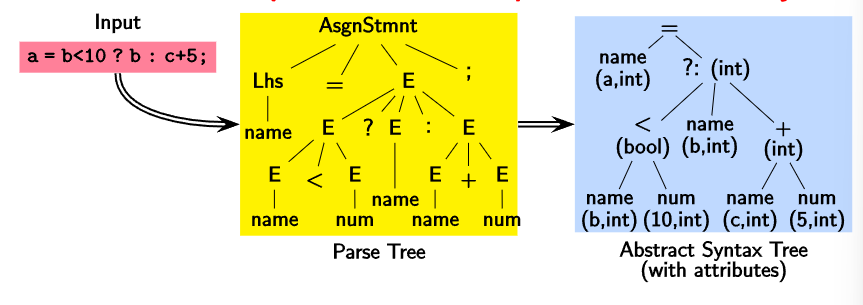 Input
a = b<10 ? b : c+5;
AsgnStmnt
Lhs = E ;
name E ? E : E
E < E name E + E
name num name num
Parse Tree
=
name ?: (int)
(a,int)
< name +
(bool) (b,int) (int)
name num name num
(b,int) (10,int) (c,int) (5,int)
Abstract Syntax Tree
(with attributes)